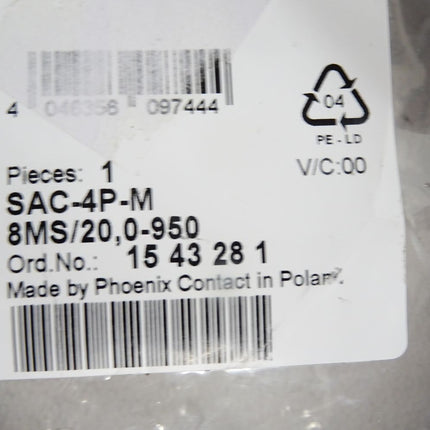 4 046356 097444
04
PE-LD
Pieces: 1
V/C:00
SAC-4P-M
8MS/20,0-950
Ord.No.: 15 43 28 1
Made by Phoenix Contact in